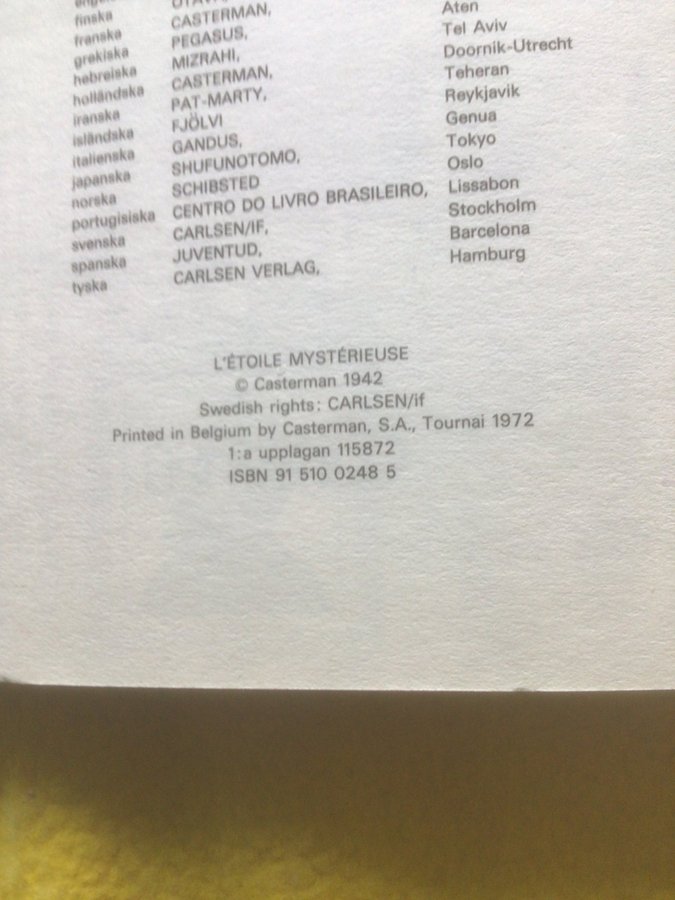 finska OTAVA,
franska CASTERMAN,
grekiska PEGASUS, Aten
hebreiska MIZRAHI, Tel Aviv
holländska CASTERMAN, Doornik-Utrecht
iranska PAT-MARTY, Teheran
isländska FJÖLVI Reykjavik
italienska GANDUS, Genua
japanska SHUFUNOTOMO, Tokyo
norska SCHIBSTED Oslo
portugisiska CENTRO DO LIVRO BRASILEIRO, Lissabon
svenska CARLSEN/IF, Stockholm
spanska JUVENTUD, Barcelona
tyska CARLSEN VERLAG, Hamburg
L'ÉTOILE MYSTÉRIEUSE
© Casterman 1942
Swedish rights: CARLSEN/if
Printed in Belgium by Casterman, S.A., Tournai 1972
1:a upplagan 115872
ISBN 91 510 0248 5